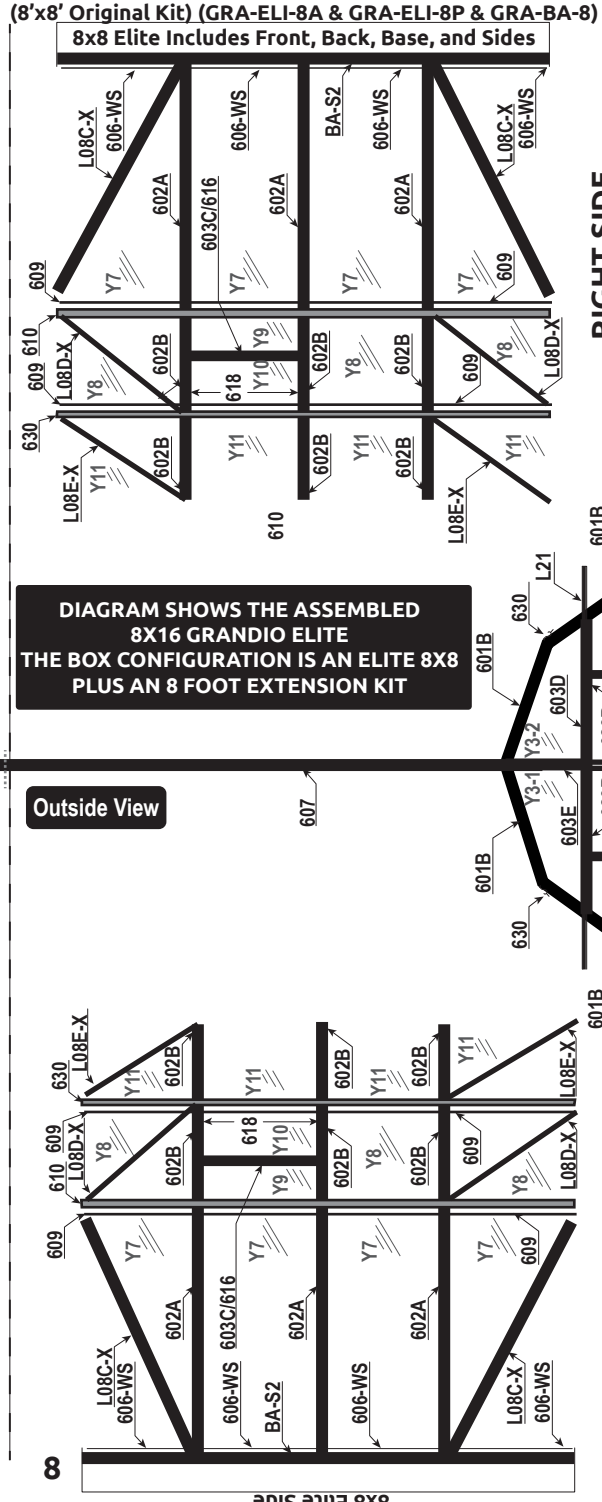 (8'x8' Original Kit) (GRA-ELI-8A & GRA-ELI-8P & GRA-BA-8)
8x8 Elite Includes Front, Back, Base, and Sides
L08C-X
606-WS
606-WS
BA-S2
606-WS
L08C-X
606-WS
602A
603C/616
602A
602A
609
Y7
Y7
Y7
Y7
609
RIGHT SIDE
610
609
L08D-X
Y8
602B
Y9
Y10
618
602B
Y8
602B
609
Y8
L08D-X
630
L08E-X
Y11
602B
Y11
602B
Y11
602B
L08E-X
Y11
610
601B
DIAGRAM SHOWS THE ASSEMBLED
8X16 GRANDIO ELITE
THE BOX CONFIGURATION IS AN ELITE 8X8
PLUS AN 8 FOOT EXTENSION KIT
L21
630
601B
603D
Y3-2
Outside View
607
Y3-1
603E
601B
630
601B
L08E-X
630
Y11
602B
Y11
602B
Y11
602B
Y11
L08E-X
609
L08D-X
610
Y8
602B
618
Y10
Y9
602B
Y8
602B
609
Y8
L08D-X
609
Y7
Y7
Y7
Y7
609
602A
603C/616
602A
602A
L08C-X
606-WS
606-WS
BA-S2
606-WS
L08C-X
606-WS
8
8x8 Elite Side